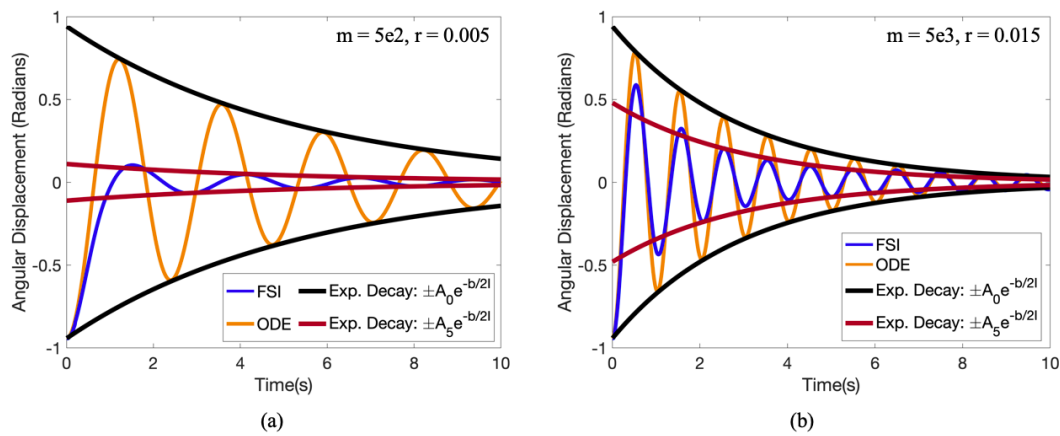 m = 5e2, r = 0.005
Angular Displacement (Radians)
1
0.5
0
-0.5
-1
FSI
ODE
Exp. Decay: ±A₀e^-b/2I
Exp. Decay: ±A₅e^-b/2I
0 2 4 6 8 10
Time(s)
(a)
m = 5e3, r = 0.015
Angular Displacement (Radians)
1
0.5
0
-0.5
-1
FSI
ODE
Exp. Decay: ±A₀e^-b/2I
Exp. Decay: ±A₅e^-b/2I
0 2 4 6 8 10
Time(s)
(b)